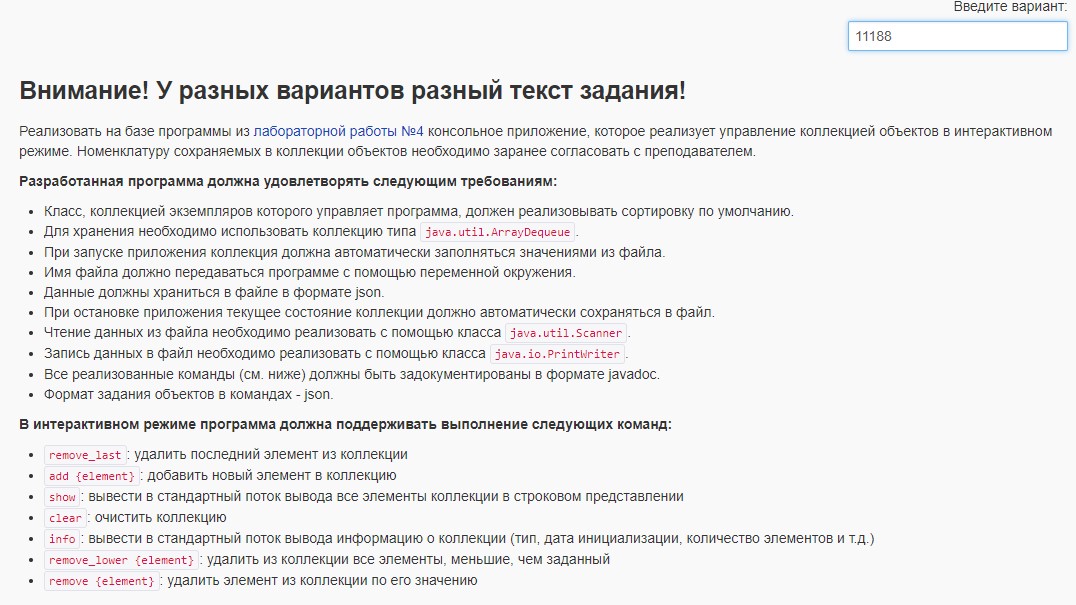 Введите вариант:
11188
Внимание! У разных вариантов разный текст задания!
Реализовать на базе программы из лабораторной работы №4 консольное приложение, которое реализует управление коллекцией объектов в интерактивном
режиме. Номенклатуру сохраняемых в коллекции объектов необходимо заранее согласовать с преподавателем.
Разработанная программа должна удовлетворять следующим требованиям:
• Класс, коллекцией экземпляров которого управляет программа, должен реализовывать сортировку по умолчанию.
• Для хранения необходимо использовать коллекцию типа java.util.ArrayDequeue.
• При запуске приложения коллекция должна автоматически заполняться значениями из файла.
• Имя файла должно передаваться программе с помощью переменной окружения.
• Данные должны храниться в файле в формате json.
• При остановке приложения текущее состояние коллекции должно автоматически сохраняться в файл.
• Чтение данных из файла необходимо реализовать с помощью класса java.util.Scanner.
• Запись данных в файл необходимо реализовать с помощью класса java.io.PrintWriter.
• Все реализованные команды (см. ниже) должны быть задокументированы в формате javadoc.
• Формат задания объектов в командах - json.
В интерактивном режиме программа должна поддерживать выполнение следующих команд:
• remove_last: удалить последний элемент из коллекции
• add {element}: добавить новый элемент в коллекцию
• show: вывести в стандартный поток вывода все элементы коллекции в строковом представлении
• clear: очистить коллекцию
• info: вывести в стандартный поток вывода информацию о коллекции (тип, дата инициализации, количество элементов и т.д.)
• remove_lower {element}: удалить из коллекции все элементы, меньшие, чем заданный
• remove {element}: удалить элемент из коллекции по его значению